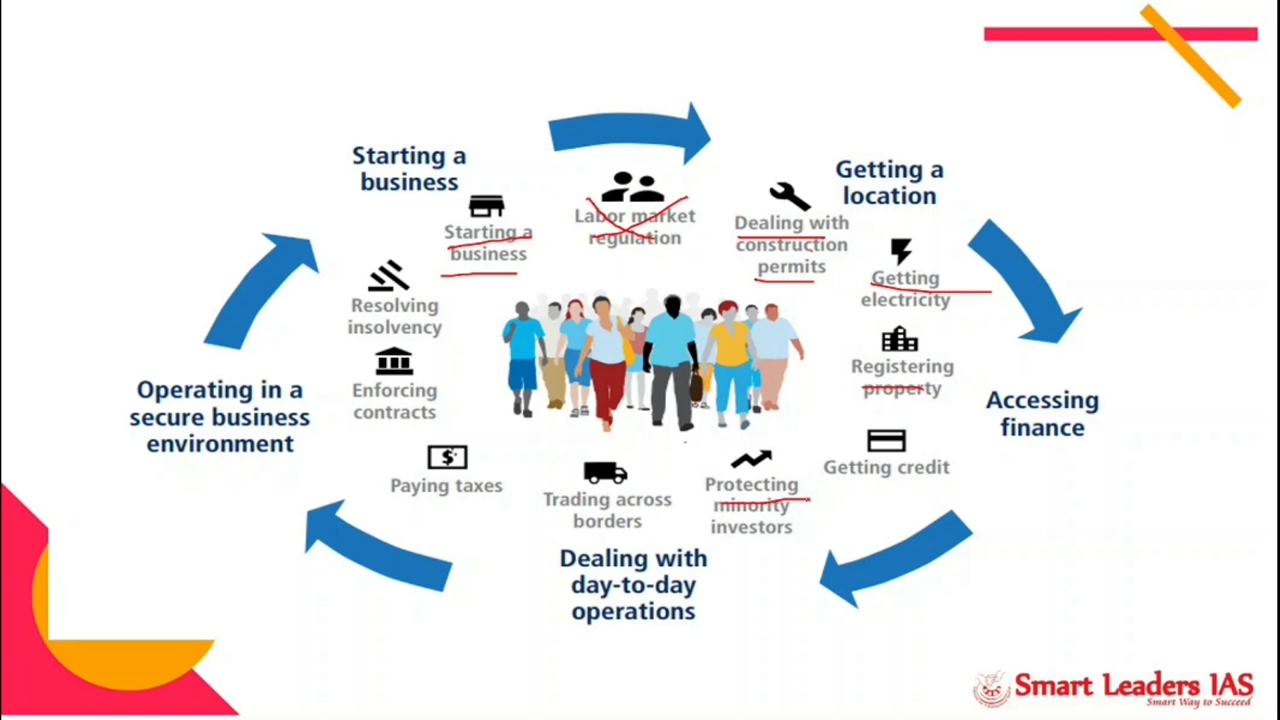 Starting a
business
Starting a
business
Labor market
regulation
Dealing with
construction
permits
Getting a
location
Getting
electricity
Registering
property
Accessing
finance
Getting credit
Protecting
minority
investors
Trading across
borders
Dealing with
day-to-day
operations
Paying taxes
Enforcing
contracts
Resolving
insolvency
Operating in a
secure business
environment
$
Smart Leaders IAS
Smart Way to Succeed